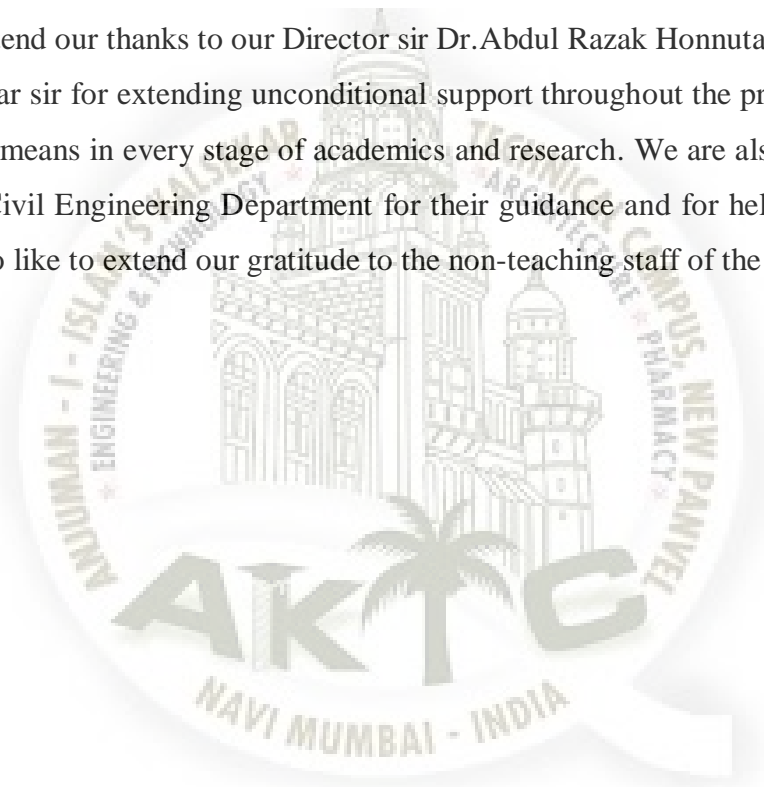 end our thanks to our Director sir Dr.Abdul Razak Honnuta
ar sir for extending unconditional support throughout the pr
means in every stage of academics and research. We are als
Civil Engineering Department for their guidance and for hel
o like to extend our gratitude to the non-teaching staff of the
ANJUMAN - I - ISLAM'S KALSEKAR TECHNICAL CAMPUS, NEW PANVEL
ENGINEERING & TECHNOLOGY * ARCHITECTURE * PHARMACY *
AKTC
NAVI MUMBAI - INDIA